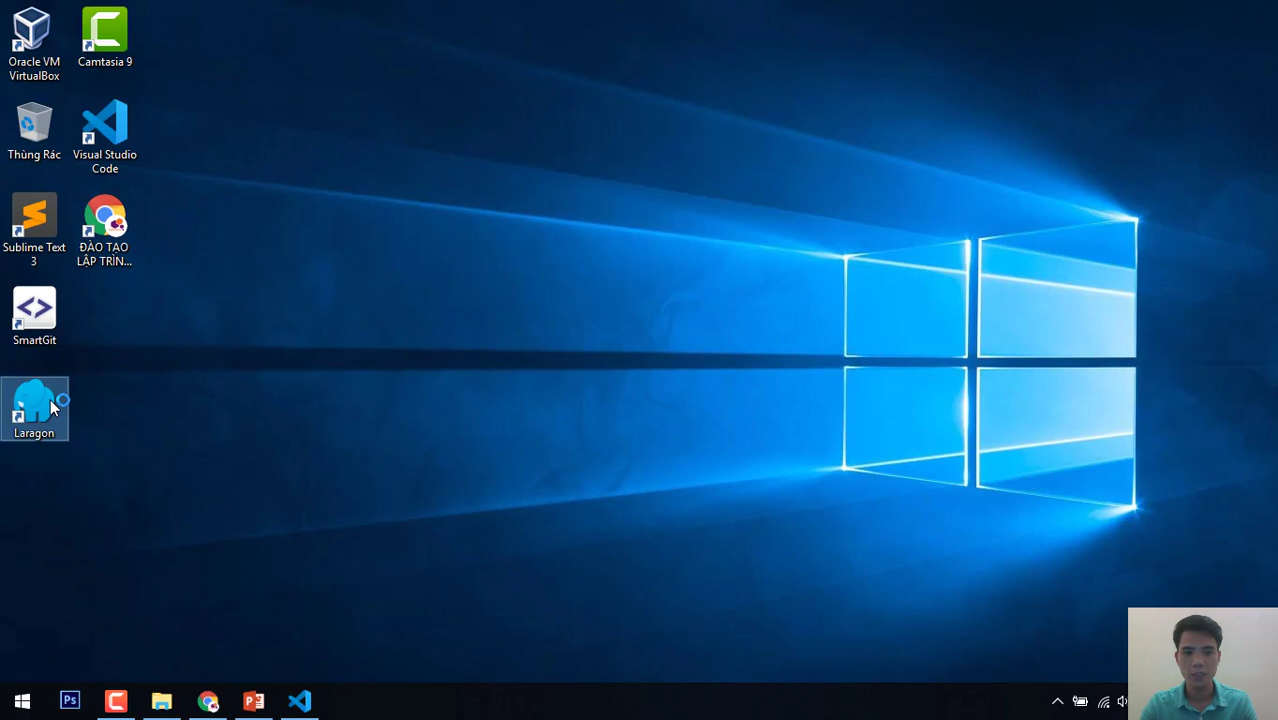 Oracle VM
VirtualBox
Camtasia 9
Thùng Rác
Visual Studio
Code
Sublime Text
3
ĐÀO TẠO
LẬP TRÌN...
SmartGit
Laragon
Ps